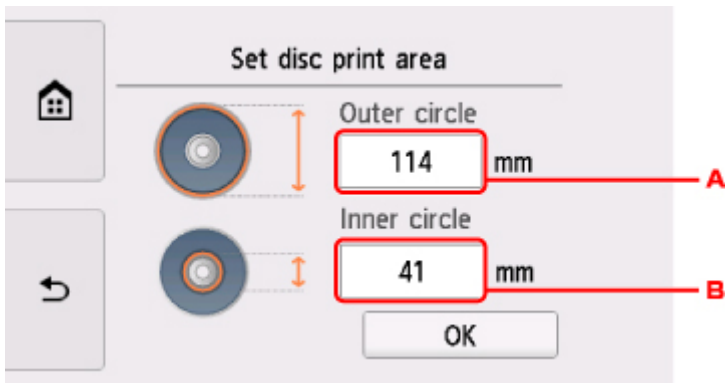 Set disc print area
Outer circle
114 mm
A
Inner circle
41 mm
B
OK